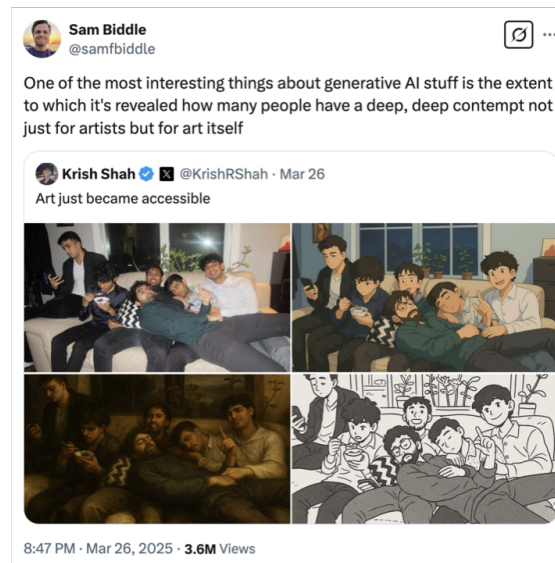 Sam Biddle
@samfbiddle
One of the most interesting things about generative AI stuff is the extent
to which it's revealed how many people have a deep, deep contempt not
just for artists but for art itself
Krish Shah @KrishRShah · Mar 26
Art just became accessible
8:47 PM · Mar 26, 2025 · 3.6M Views